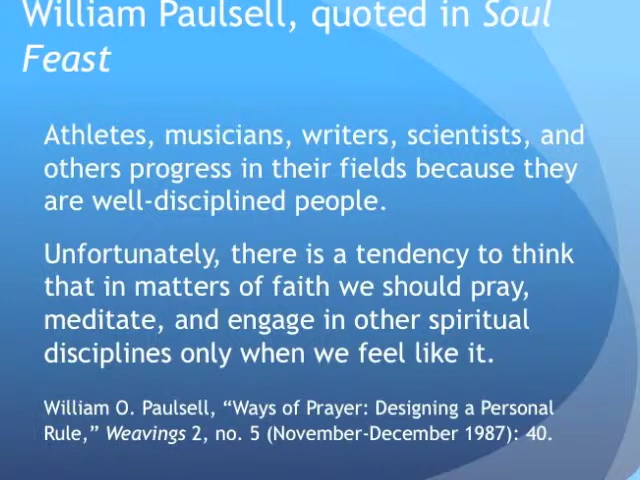 William Paulsell, quoted in Soul
Feast
Athletes, musicians, writers, scientists, and
others progress in their fields because they
are well-disciplined people.
Unfortunately, there is a tendency to think
that in matters of faith we should pray,
meditate, and engage in other spiritual
disciplines only when we feel like it.
William O. Paulsell, “Ways of Prayer: Designing a Personal
Rule,” Weavings 2, no. 5 (November-December 1987): 40.